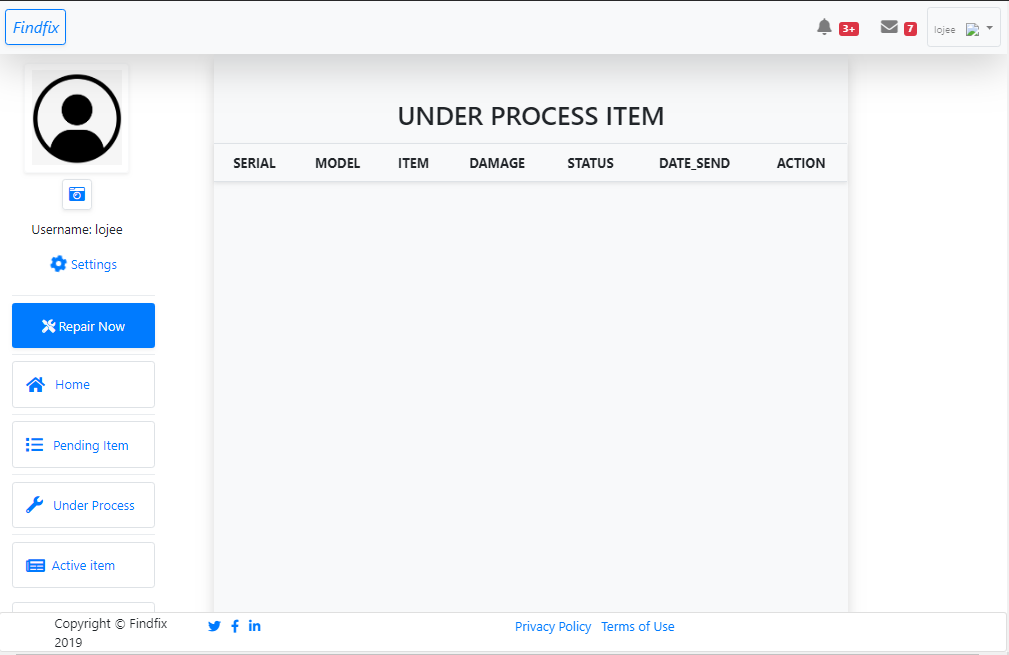 Findfix
3+
7
lojee
UNDER PROCESS ITEM
SERIAL MODEL ITEM DAMAGE STATUS DATE_SEND ACTION
Username: lojee
Settings
Repair Now
Home
Pending Item
Under Process
Active item
Copyright © Findfix
2019
Privacy Policy Terms of Use